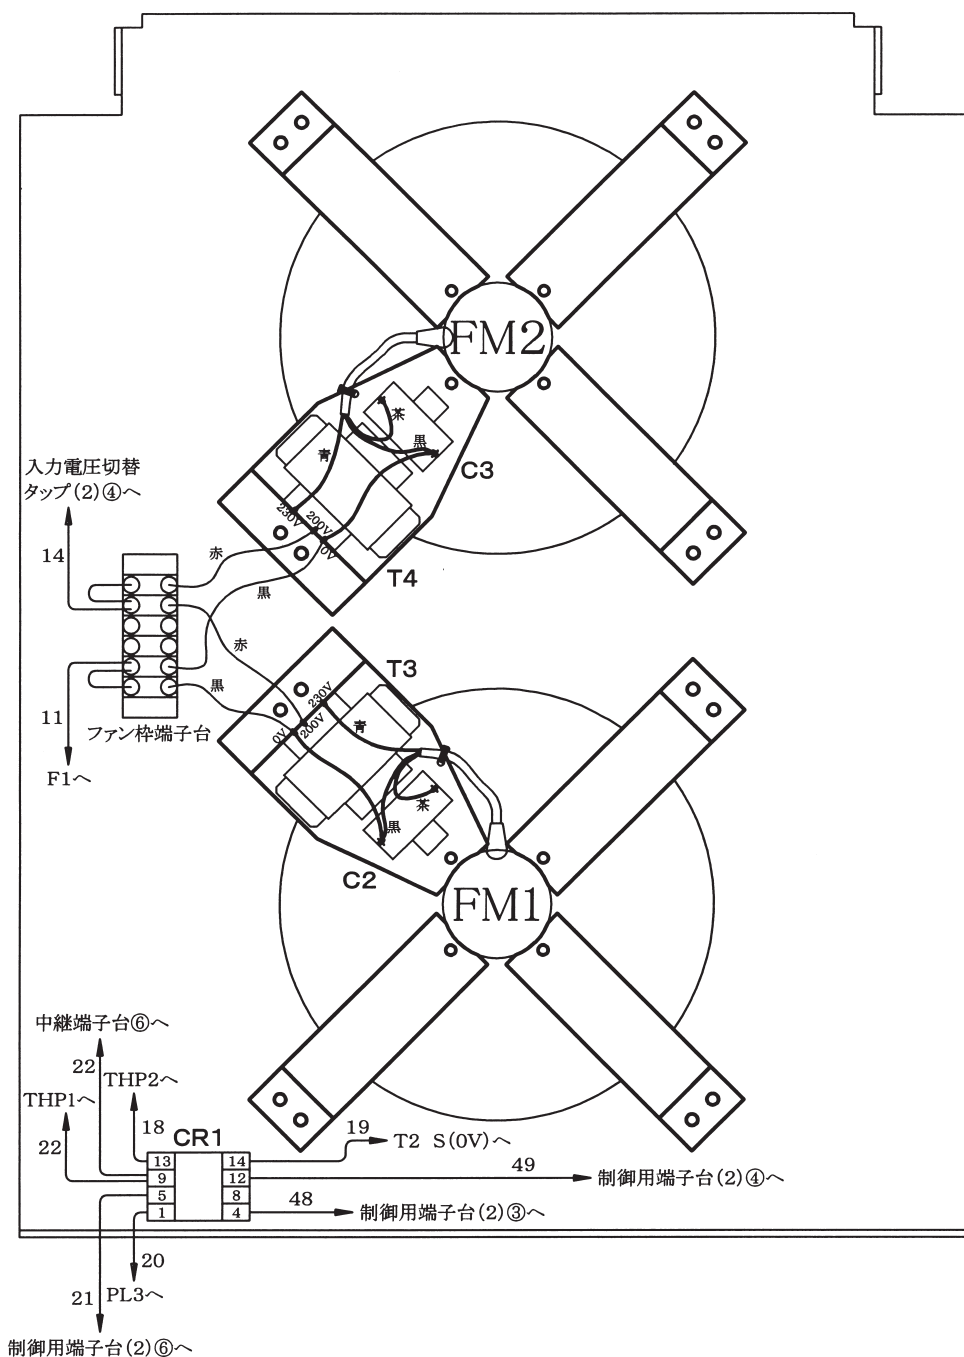 FM2
茶
黒
青
C3
入力電圧切替
タップ(2)④へ
230V
200V
0V
14
赤
T4
黒
赤
T3
黒
230V
200V
0V
青
11
ファン枠端子台
F1へ
茶
黒
C2
FM1
中継端子台⑥へ
22
THP2へ
THP1へ
18
CR1
19
T2 S(0V)へ
22
13
14
49
9
12
制御用端子台(2)④へ
5
8
48
1
4
制御用端子台(2)③へ
20
21
PL3へ
制御用端子台(2)⑥へ